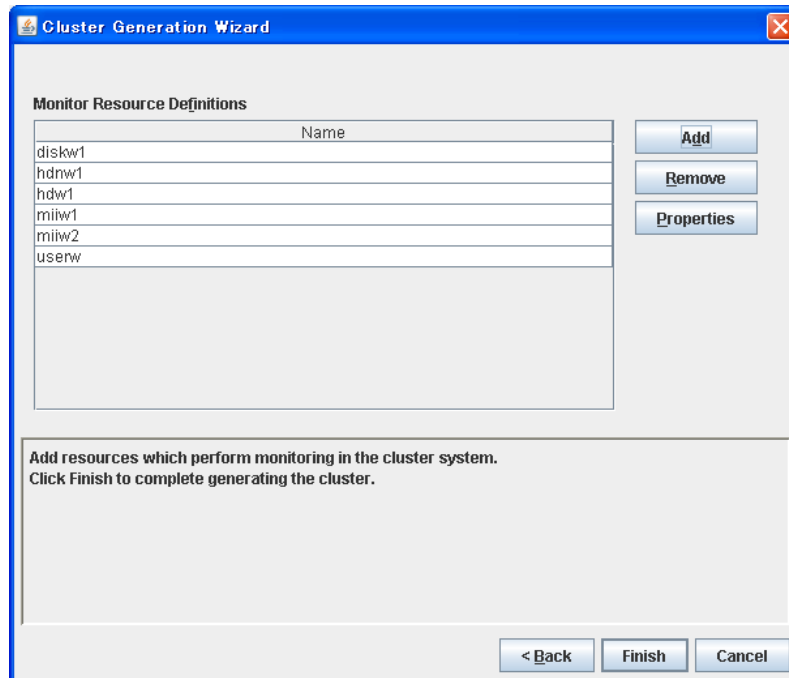 Cluster Generation Wizard
Monitor Resource Definitions
Name
diskw1
hdnw1
hdw1
miiw1
miiw2
userw
Add
Remove
Properties
Add resources which perform monitoring in the cluster system.
Click Finish to complete generating the cluster.
< Back
Finish
Cancel